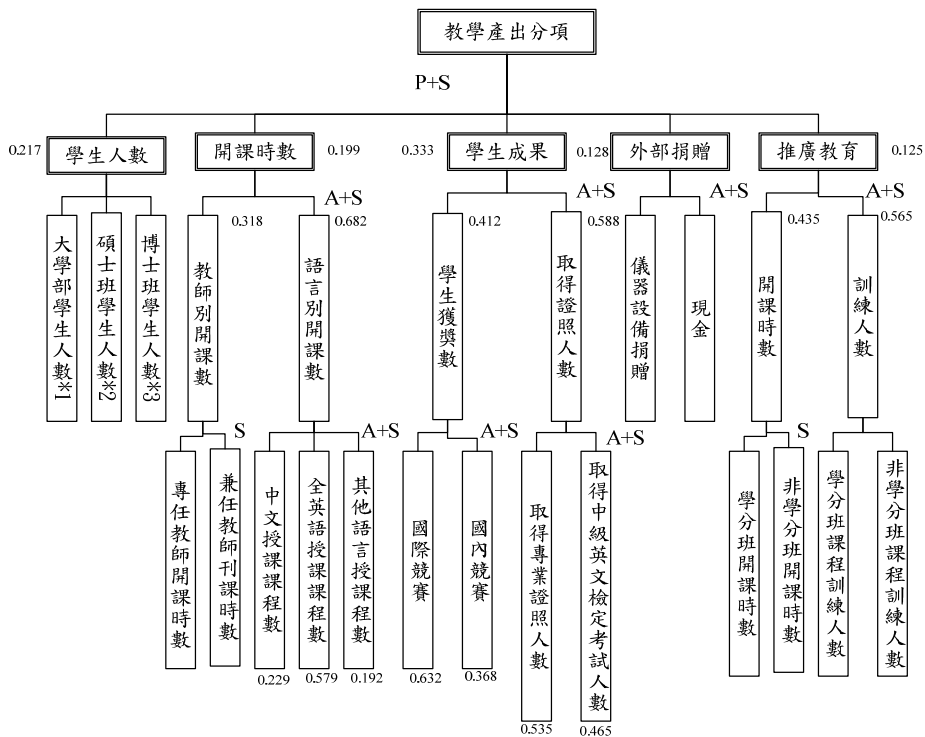 教學產出分項
P+S
0.217
學生人數
開課時數
0.199
0.333
學生成果
0.128
外部捐贈
推廣教育
0.125
A+S
A+S
A+S
A+S
0.318
0.682
0.412
0.588
0.435
0.565
大學部學生人數*1
碩士班學生人數*2
博士班學生人數*3
教師別開課數
語言別開課數
學生獲獎數
取得證照人數
儀器設備捐贈
現金
開課時數
訓練人數
S
A+S
A+S
A+S
S
專任教師開課時數
兼任教師刊課時數
中文授課課程數
全英語授課課程數
其他語言授課程數
國際競賽
國內競賽
取得專業證照人數
取得中級英文檢定考試人數
學分班開課時數
非學分班開課時數
學分班課程訓練人數
非學分班課程訓練人數
0.229
0.579
0.192
0.632
0.368
0.535
0.465